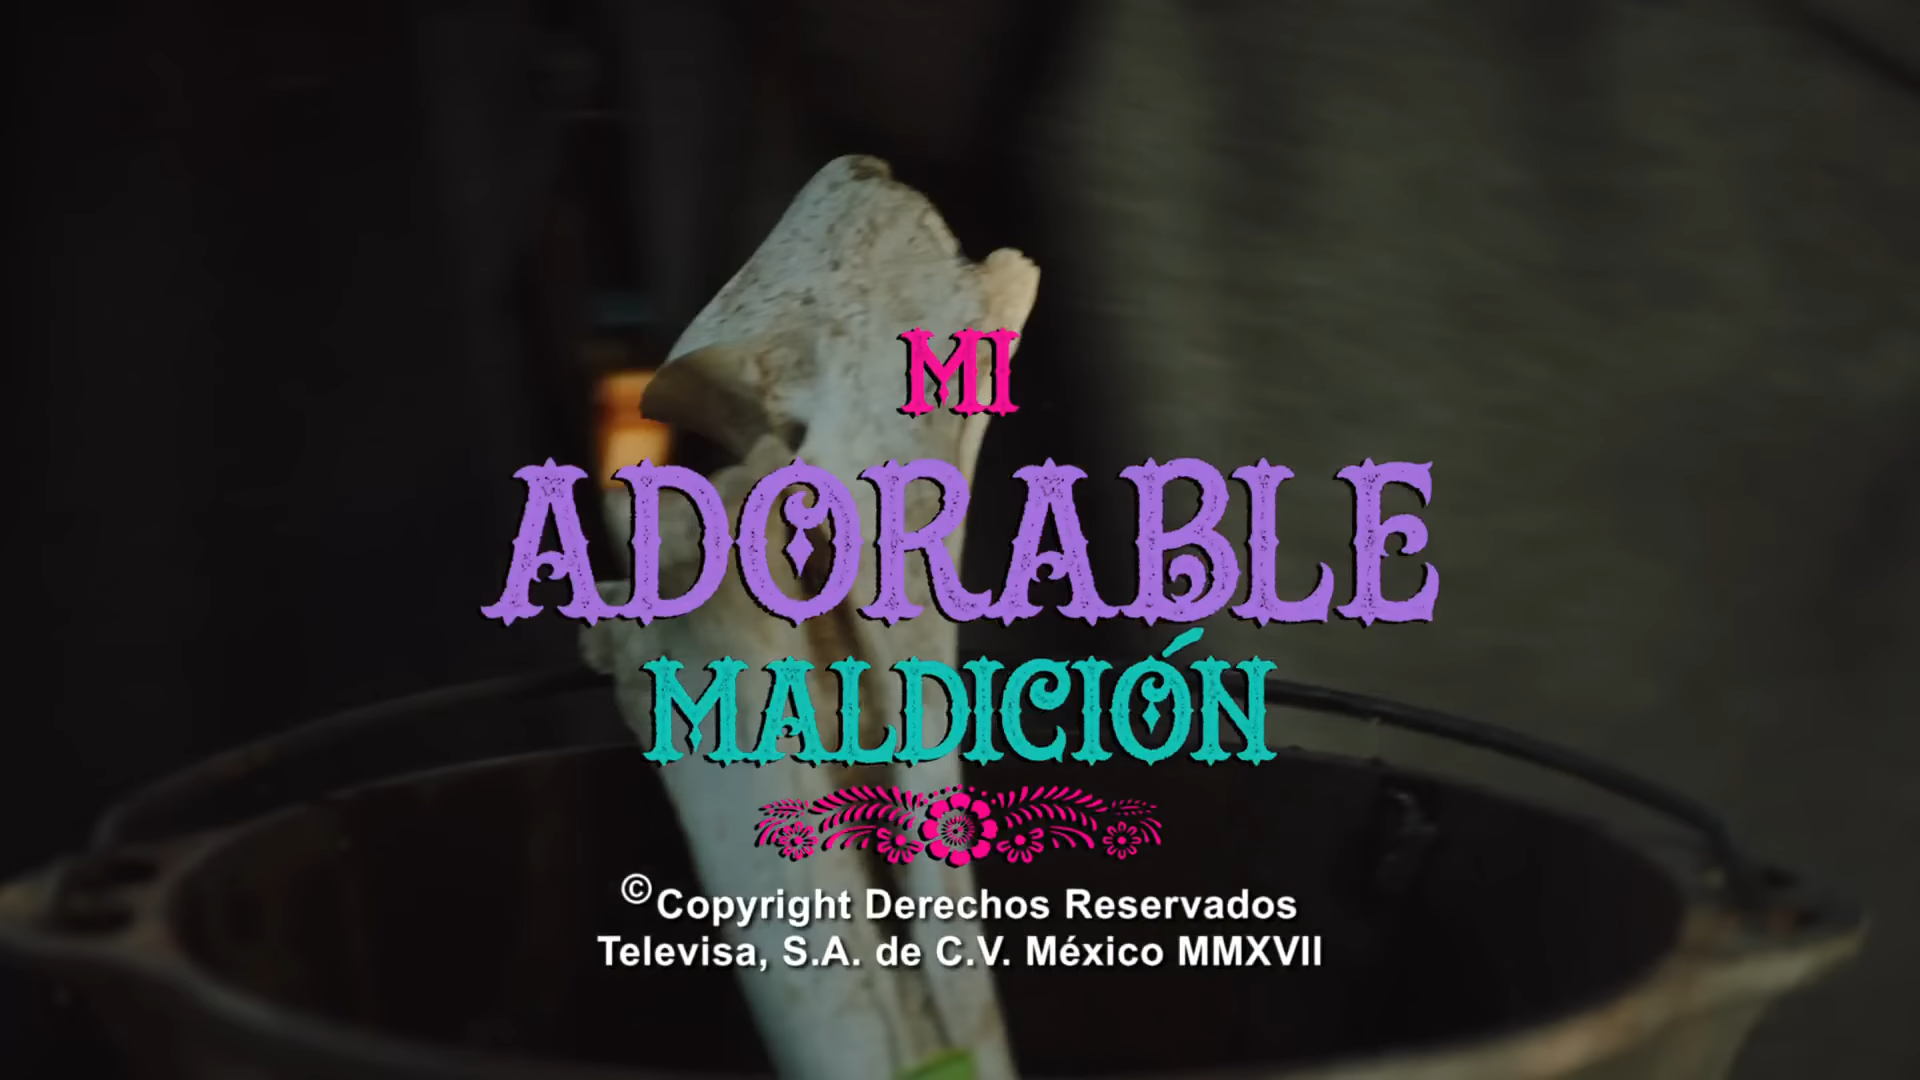 MI
ADORABLE
MALDICIÓN
©Copyright Derechos Reservados
Televisa, S.A. de C.V. México MMXVII